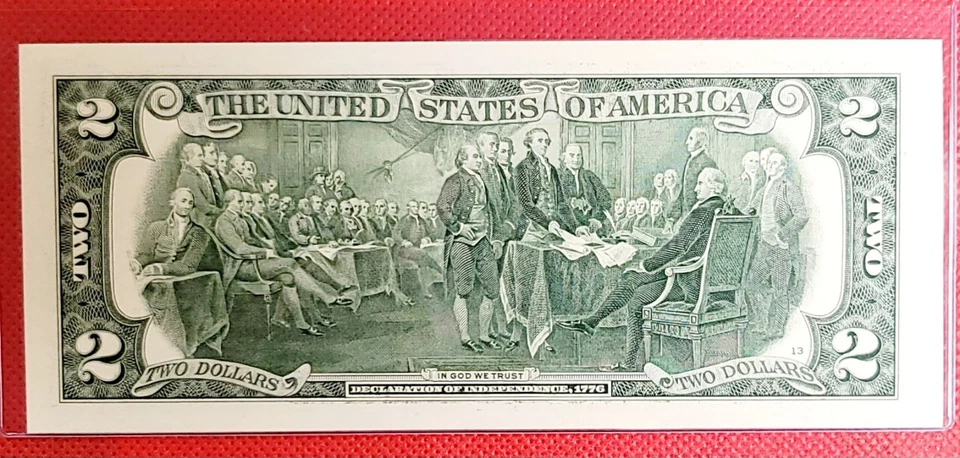 2
THE UNITED STATES OF AMERICA
2
TWO
TWO
13
2
TWO DOLLARS
IN GOD WE TRUST
TWO DOLLARS
2
DECLARATION OF INDEPENDENCE, 1776